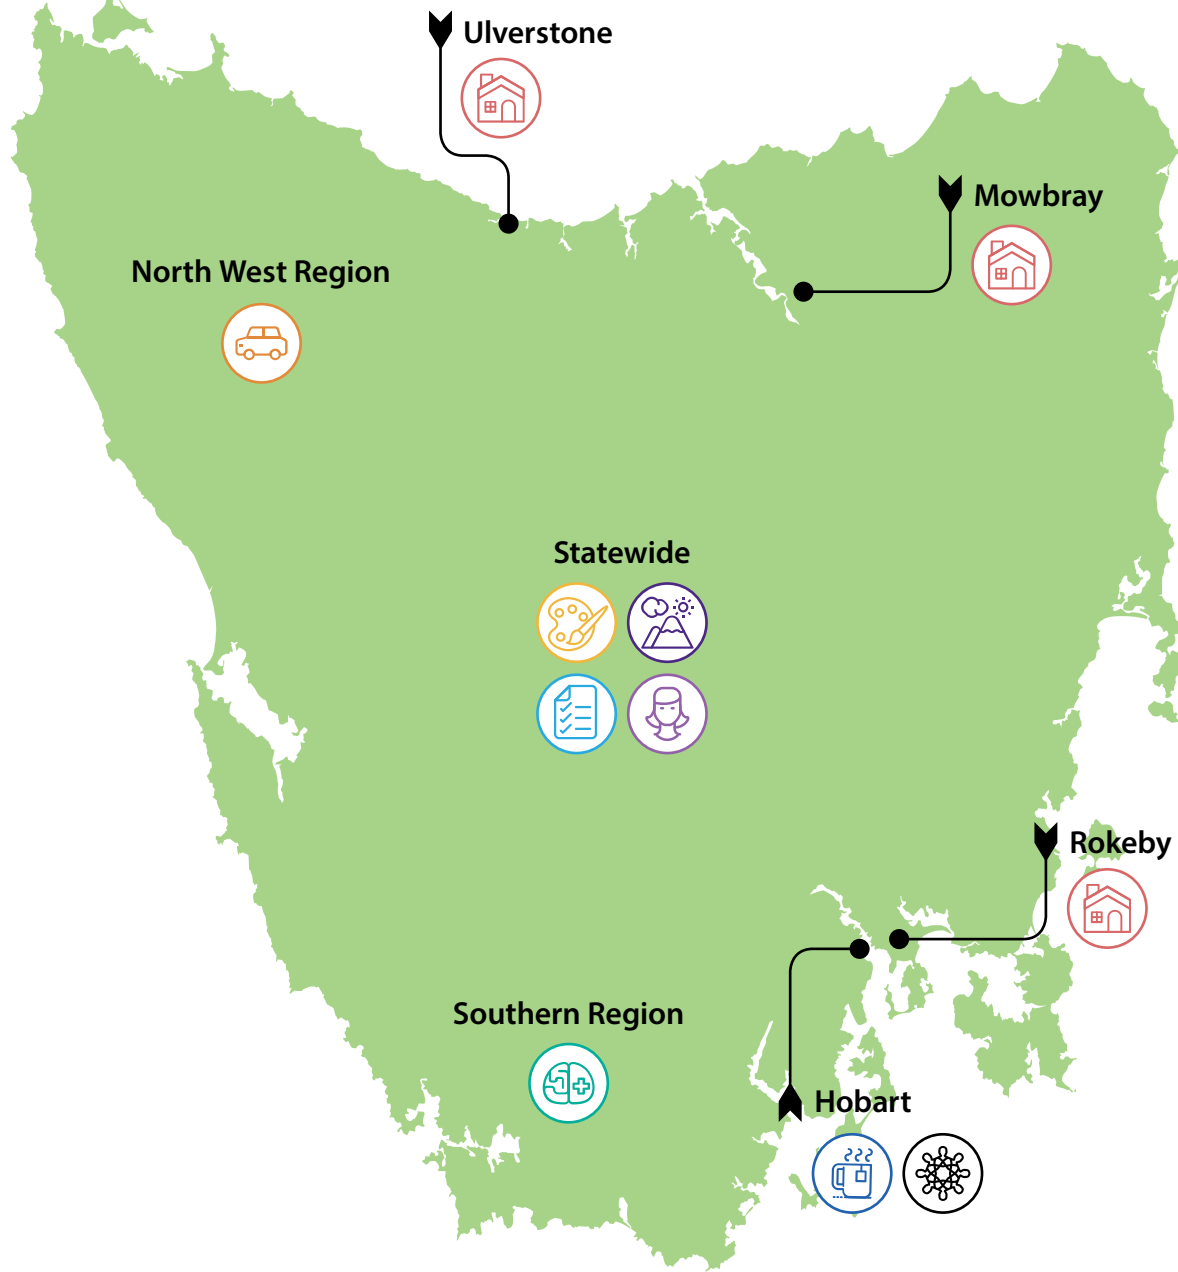 Ulverstone
Mowbray
North West Region
Statewide
Rokeby
Southern Region
Hobart